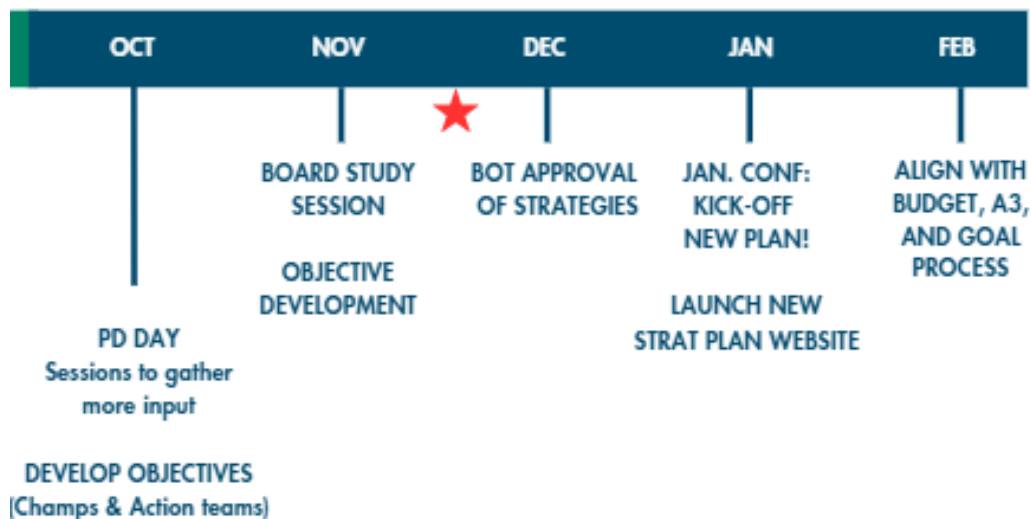 OCT NOV DEC JAN FEB
PD DAY
Sessions to gather
more input
DEVELOP OBJECTIVES
(Champs & Action teams)
BOARD STUDY
SESSION
OBJECTIVE
DEVELOPMENT
BOT APPROVAL
OF STRATEGIES
JAN. CONF:
KICK-OFF
NEW PLAN!
LAUNCH NEW
STRAT PLAN WEBSITE
ALIGN WITH
BUDGET, A3,
AND GOAL
PROCESS